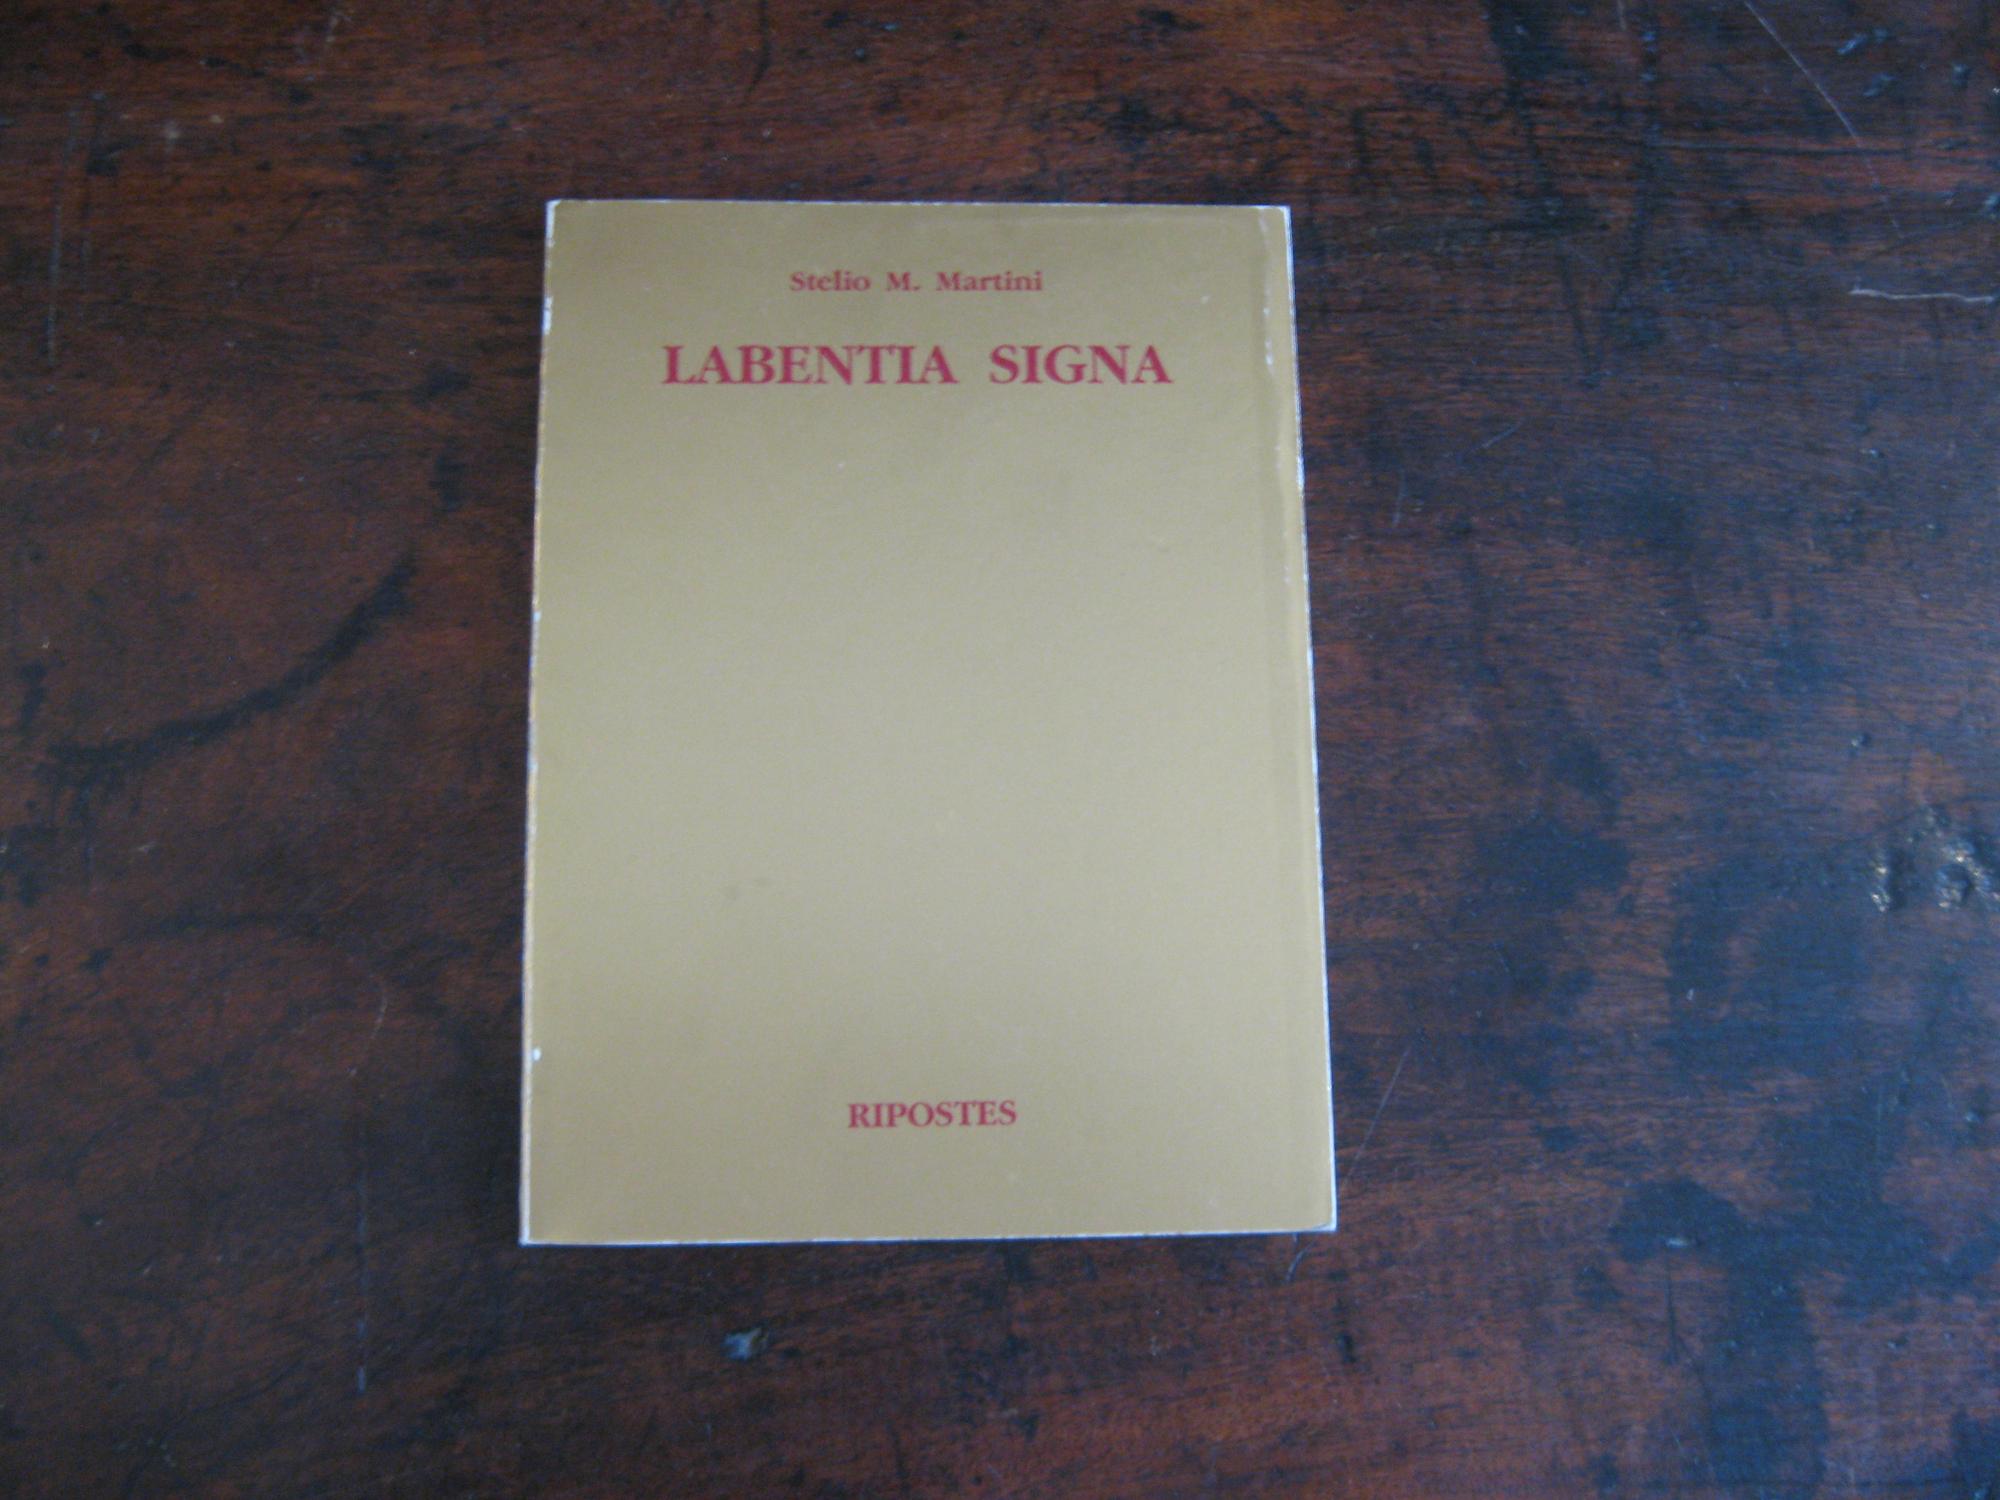 Stelio M. Martini
LABENTIA SIGNA
RIPOSTES